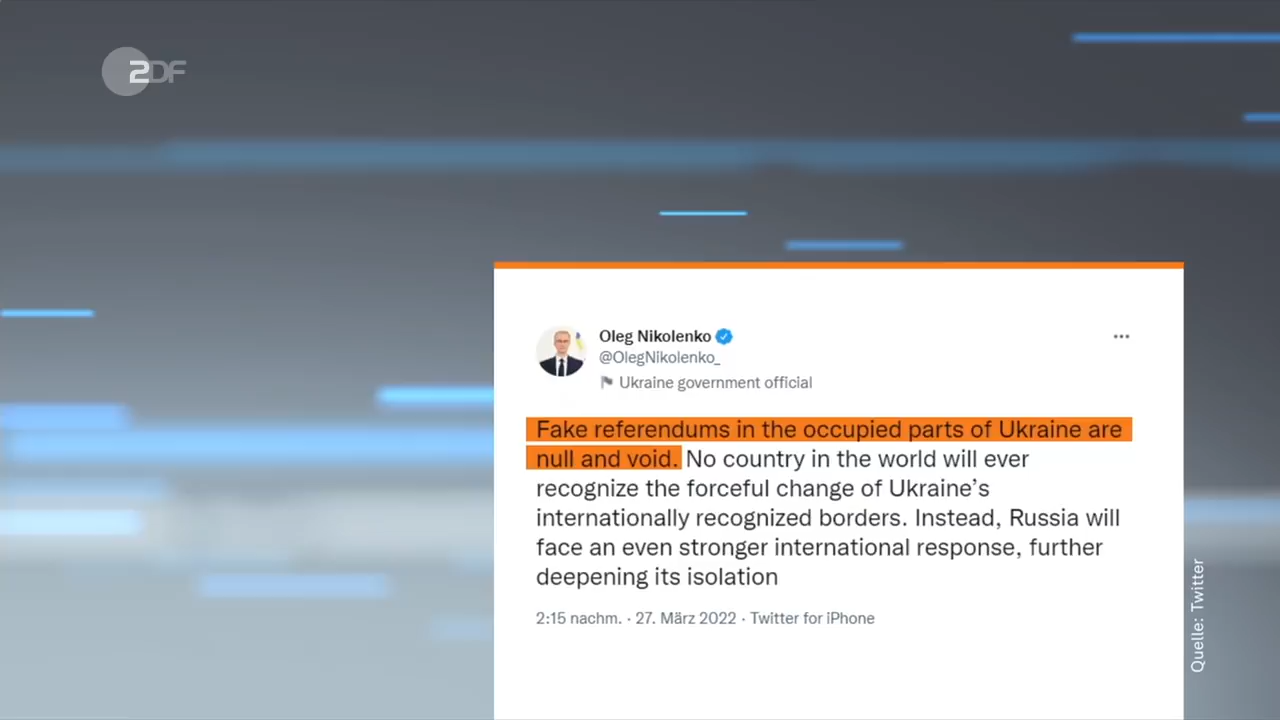 ZDF
Oleg Nikolenko
@OlegNikolenko_
Ukraine government official
Fake referendums in the occupied parts of Ukraine are
null and void. No country in the world will ever
recognize the forceful change of Ukraine’s
internationally recognized borders. Instead, Russia will
face an even stronger international response, further
deepening its isolation
2:15 nachm. · 27. März 2022 · Twitter for iPhone
Quelle: Twitter